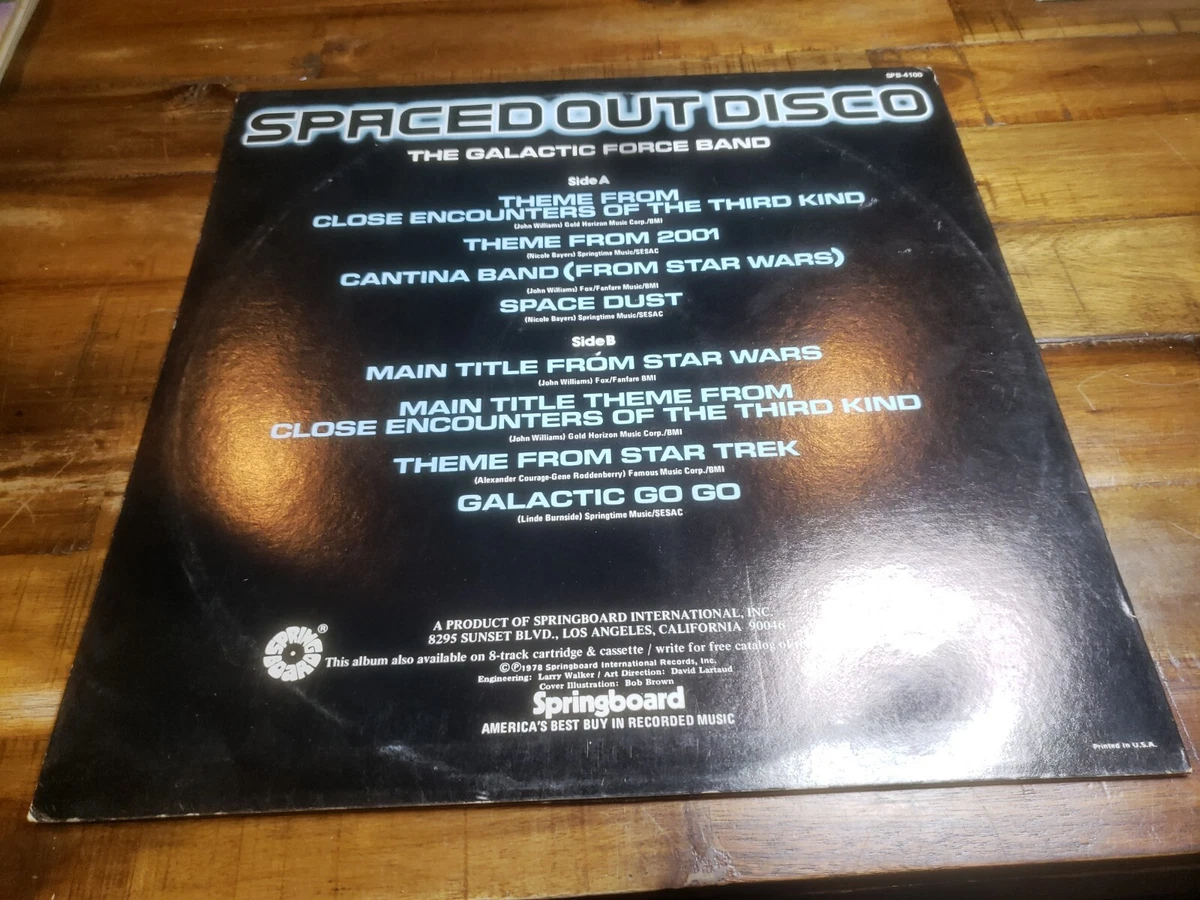 SPB-4100
SPACED OUT DISCO
THE GALACTIC FORCE BAND
Side A
THEME FROM
CLOSE ENCOUNTERS OF THE THIRD KIND
(John Williams) Gold Horizon Music Corp./BMI
THEME FROM 2001
(Nicole Bayers) Springtime Music/SESAC
CANTINA BAND (FROM STAR WARS)
(John Williams) Fox/Fanfare Music/BMI
SPACE DUST
(Nicole Bayers) Springtime Music/SESAC
Side B
MAIN TITLE FROM STAR WARS
(John Williams) Fox/Fanfare BMI
MAIN TITLE THEME FROM
CLOSE ENCOUNTERS OF THE THIRD KIND
(John Williams) Gold Horizon Music Corp./BMI
THEME FROM STAR TREK
(Alexander Courage-Gene Roddenberry) Famous Music Corp./BMI
GALACTIC GO GO
(Linde Burnside) Springtime Music/SESAC
A PRODUCT OF SPRINGBOARD INTERNATIONAL, INC.
8295 SUNSET BLVD., LOS ANGELES, CALIFORNIA 90046
SPRING BOARD ®
This album also available on 8-track cartridge & cassette / write for free catalog
©Ⓟ1978 Springboard International Records, Inc.
Engineering: Larry Walker / Art Direction: David Lartaud
Cover Illustration: Bob Brown
Springboard
AMERICA'S BEST BUY IN RECORDED MUSIC
Printed in U.S.A.